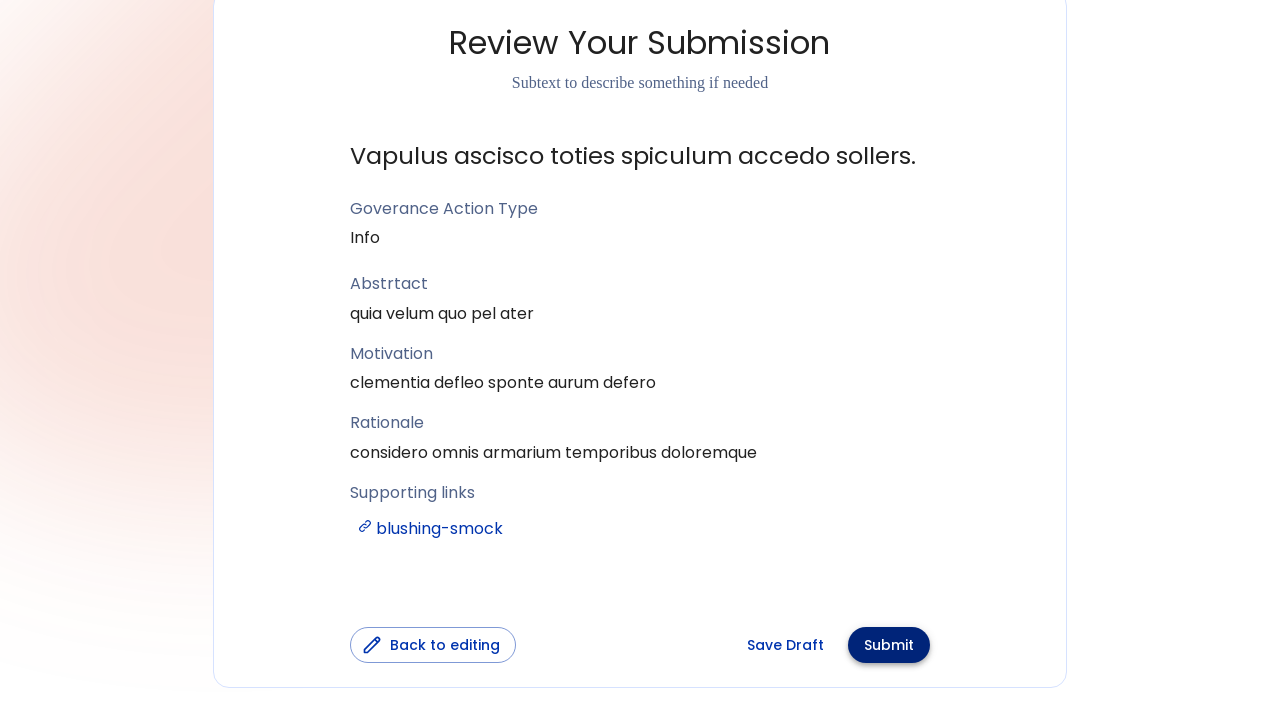 Review Your Submission
Subtext to describe something if needed
Vapulus ascisco toties spiculum accedo sollers.
Goverance Action Type
Info
Abstrtact
quia velum quo pel ater
Motivation
clementia defleo sponte aurum defero
Rationale
considero omnis armarium temporibus doloremque
Supporting links
blushing-smock
Back to editing
Save Draft
Submit